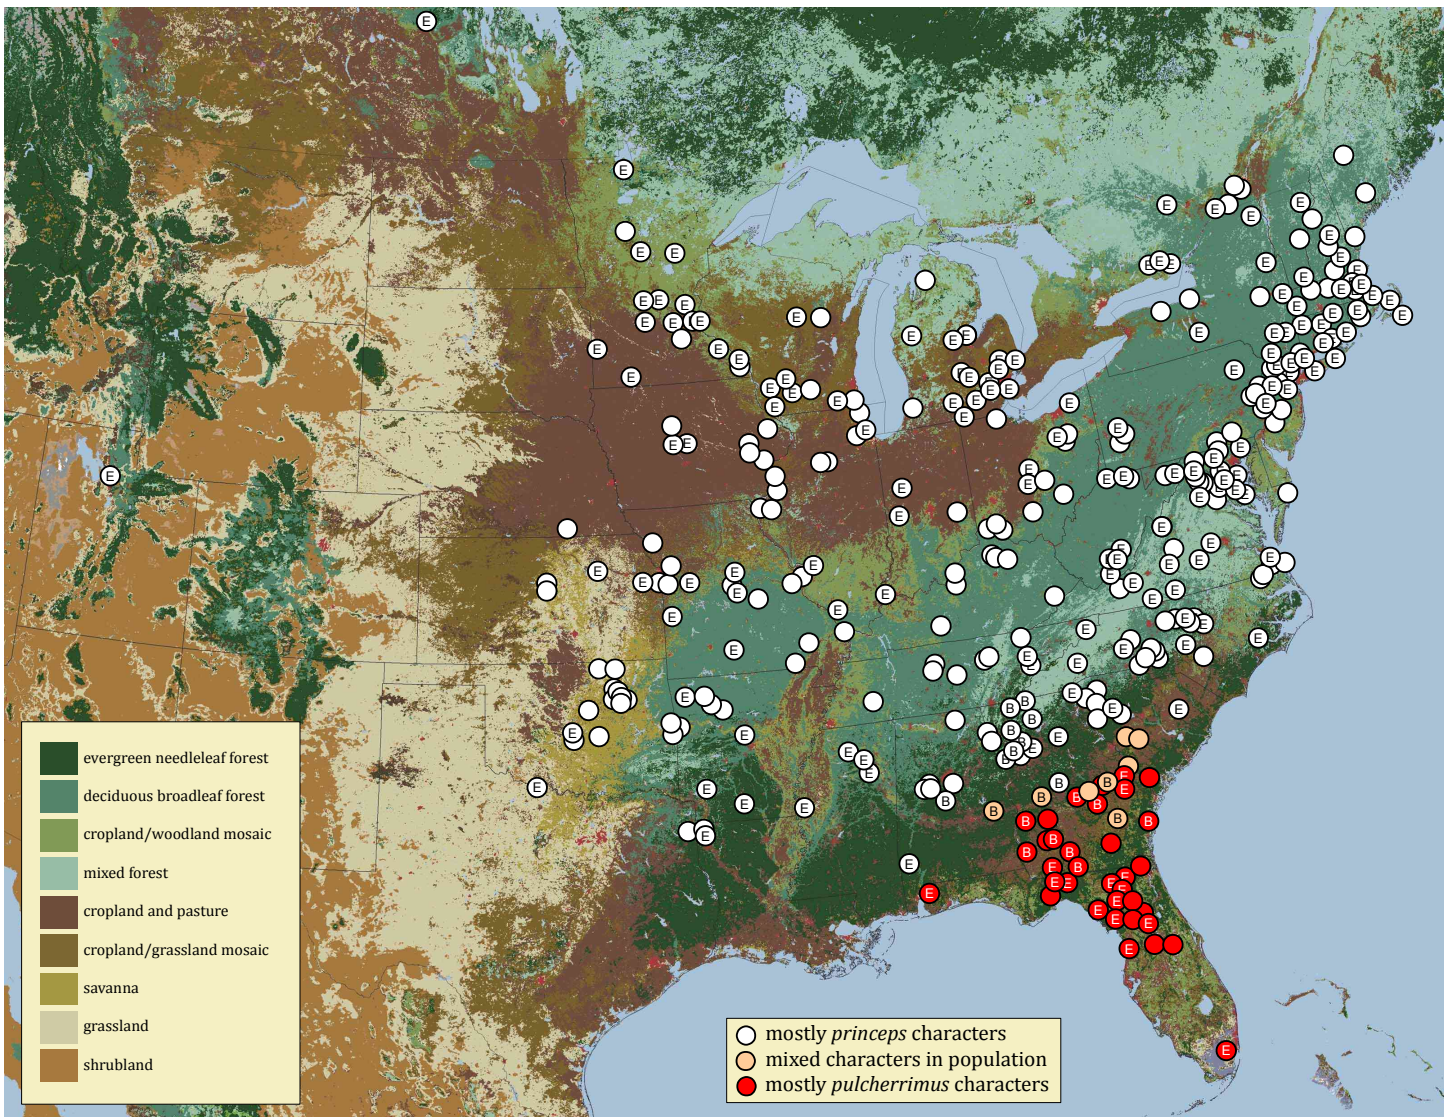 evergreen needleleaf forest
deciduous broadleaf forest
cropland/woodland mosaic
mixed forest
cropland and pasture
cropland/grassland mosaic
savanna
grassland
shrubland
mostly princeps characters
mixed characters in population
mostly pulcherrimus characters